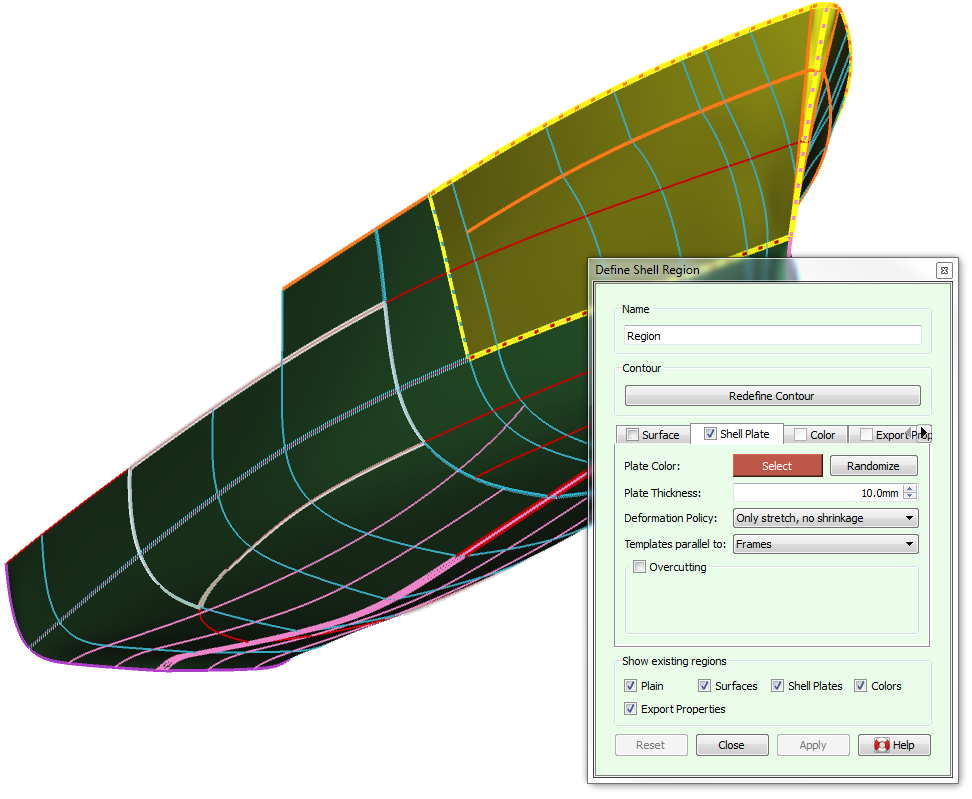 Define Shell Region
Name
Region
Contour
Redefine Contour
Surface Shell Plate Color Export Prop
Plate Color: Select Randomize
Plate Thickness: 10.0mm
Deformation Policy: Only stretch, no shrinkage
Templates parallel to: Frames
Overcutting
Show existing regions
Plain Surfaces Shell Plates Colors
Export Properties
Reset Close Apply Help